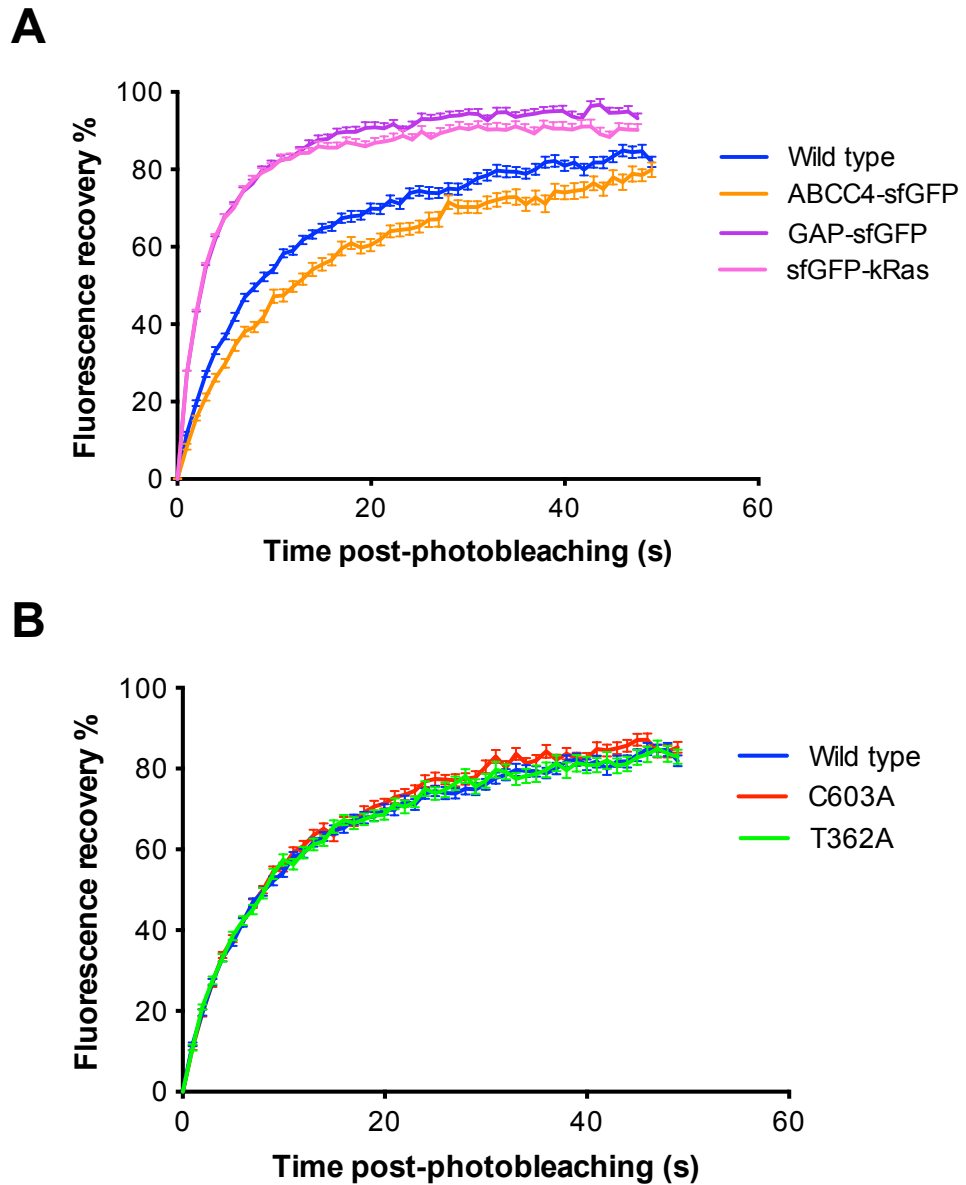 A
Fluorescence recovery %
100
80
60
40
20
0
0 20 40 60
Time post-photobleaching (s)
Wild type
ABCC4-sfGFP
GAP-sfGFP
sfGFP-kRas
B
Fluorescence recovery %
100
80
60
40
20
0
0 20 40 60
Time post-photobleaching (s)
Wild type
C603A
T362A